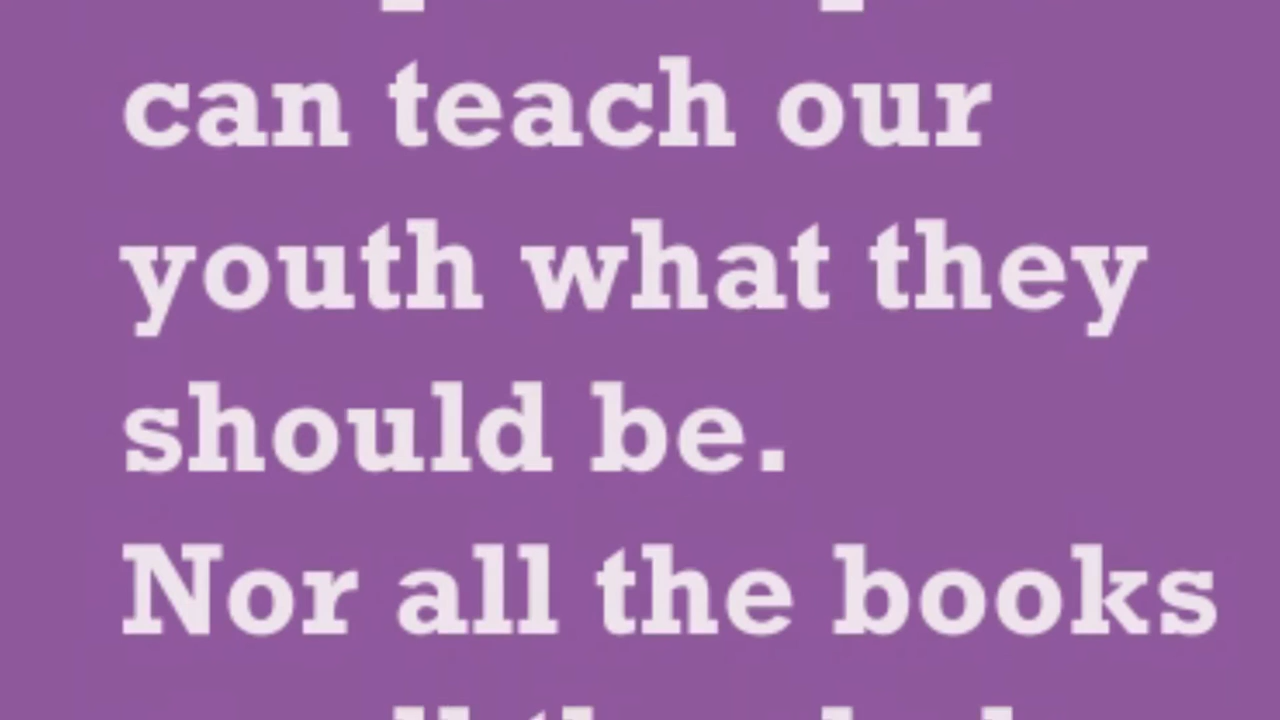 can teach our
youth what they
should be.
Nor all the books